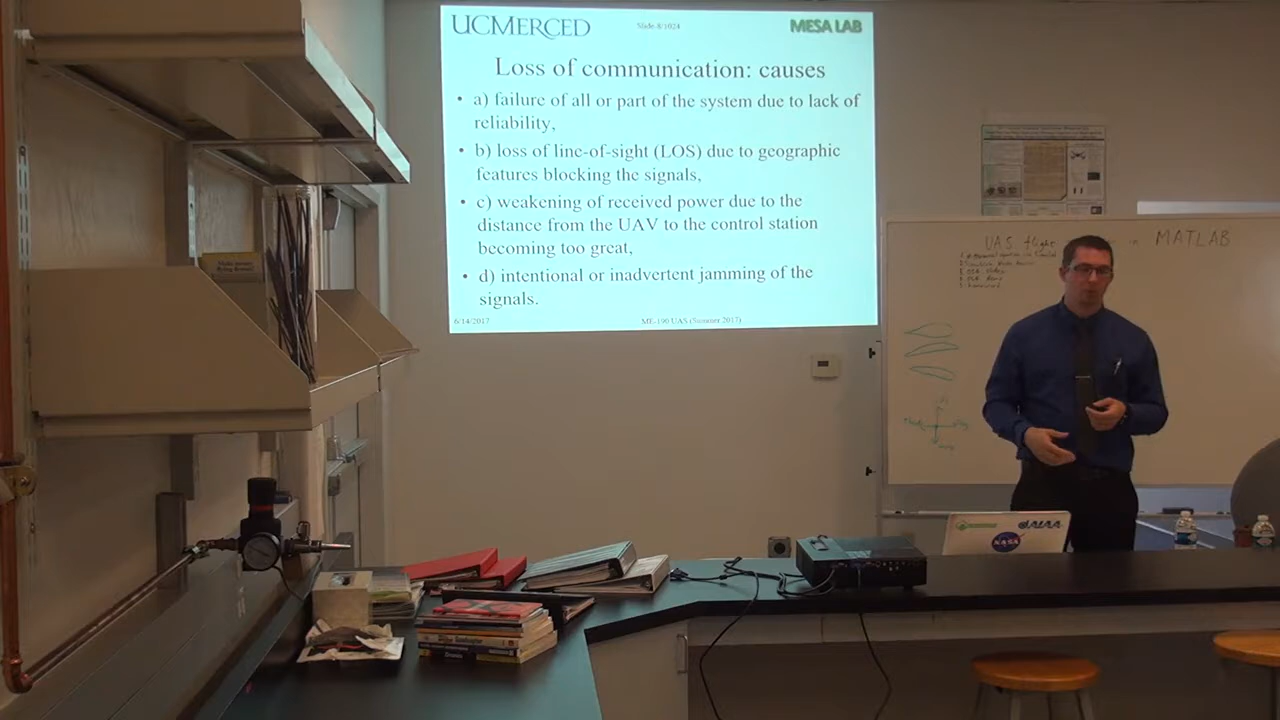 UCMERCED
Slide 8/1024
MESA LAB
Loss of communication: causes
• a) failure of all or part of the system due to lack of
reliability,
• b) loss of line-of-sight (LOS) due to geographic
features blocking the signals,
• c) weakening of received power due to the
distance from the UAV to the control station
becoming too great,
• d) intentional or inadvertent jamming of the
signals.
6/14/2017
ME-190 UAS (Summer 2017)
UAS flight in MATLAB
AIAA
NASA